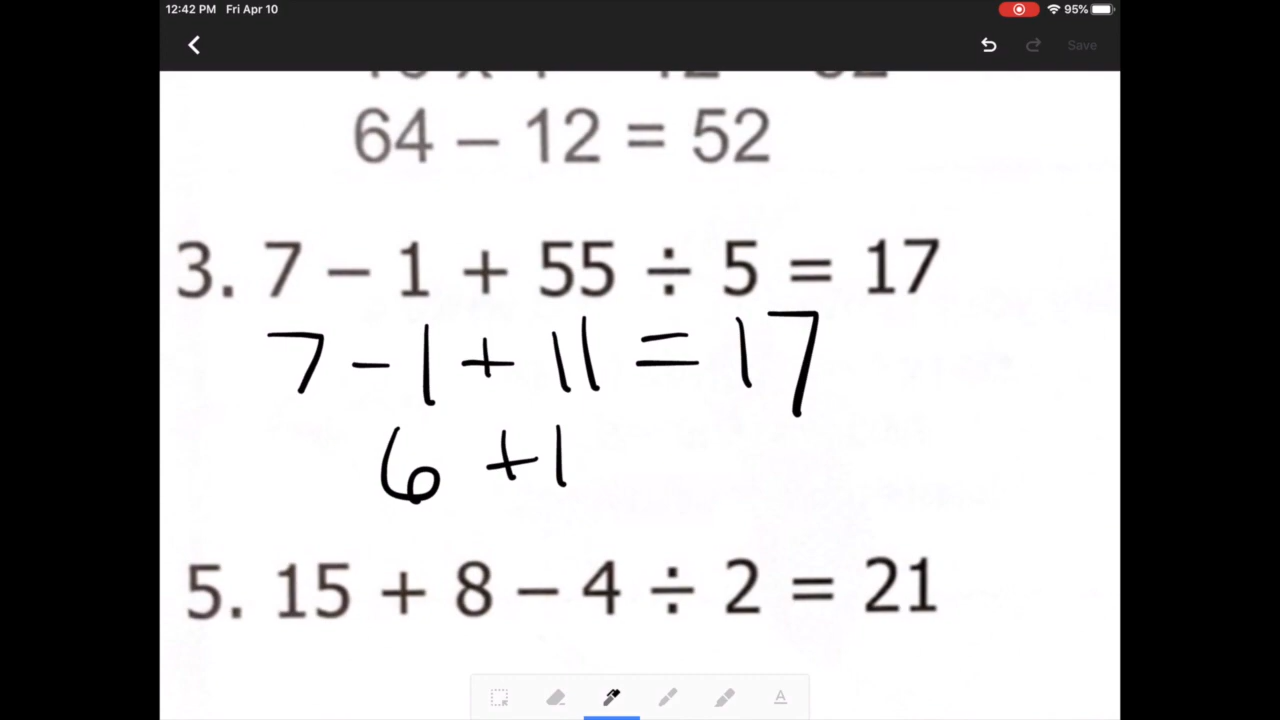 12:42 PM Fri Apr 10 95%
Save
64 – 12 = 52
3. 7 – 1 + 55 ÷ 5 = 17
7 - 1 + 11 = 17
6 + 1
5. 15 + 8 – 4 ÷ 2 = 21
A